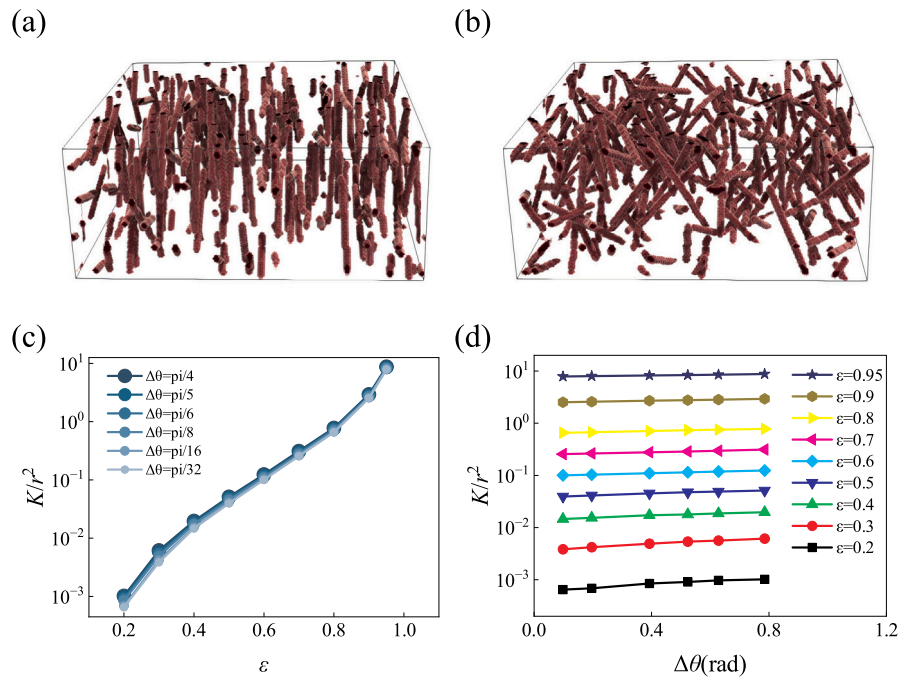 (a)
(b)
(c)
10^1
10^0
10^-1
10^-2
10^-3
K/r^2
Δθ=pi/4
Δθ=pi/5
Δθ=pi/6
Δθ=pi/8
Δθ=pi/16
Δθ=pi/32
0.2
0.4
0.6
0.8
1.0
ε
(d)
10^1
10^0
10^-1
10^-2
10^-3
K/r^2
ε=0.95
ε=0.9
ε=0.8
ε=0.7
ε=0.6
ε=0.5
ε=0.4
ε=0.3
ε=0.2
0.0
0.4
0.8
1.2
Δθ(rad)